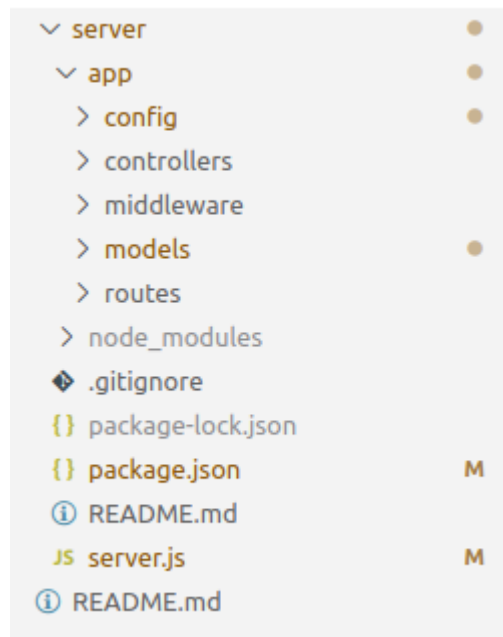 server
app
config
controllers
middleware
models
routes
node_modules
.gitignore
{} package-lock.json
{} package.json M
README.md
JS server.js M
README.md